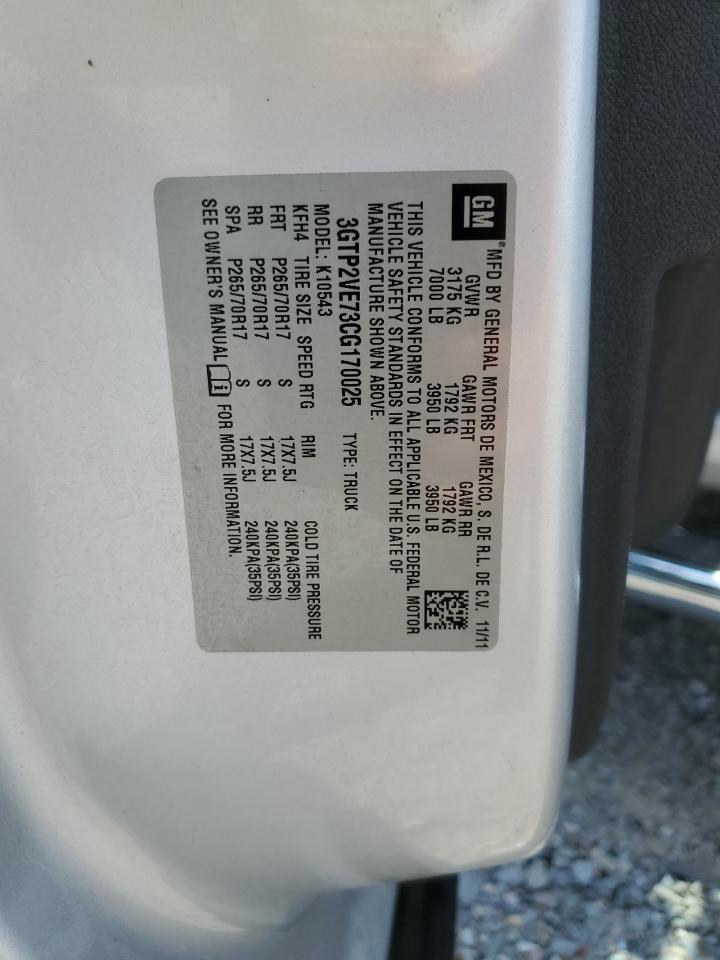 GM
® MFD BY GENERAL MOTORS DE MEXICO, S. DE R.L. DE C.V. 11/11
GVWR GAWR FRT GAWR RR
3175 KG 1792 KG 1792 KG
7000 LB 3950 LB 3950 LB
THIS VEHICLE CONFORMS TO ALL APPLICABLE U.S. FEDERAL MOTOR
VEHICLE SAFETY STANDARDS IN EFFECT ON THE DATE OF
MANUFACTURE SHOWN ABOVE.
3GTP2VE73CG170025 TYPE: TRUCK
MODEL: K10543
KFH4 TIRE SIZE SPEED RTG RIM COLD TIRE PRESSURE
FRT P265/70R17 S 17X7.5J 240KPA(35PSI)
RR P265/70R17 S 17X7.5J 240KPA(35PSI)
SPA P265/70R17 S 17X7.5J 240KPA(35PSI)
SEE OWNER'S MANUAL i FOR MORE INFORMATION.